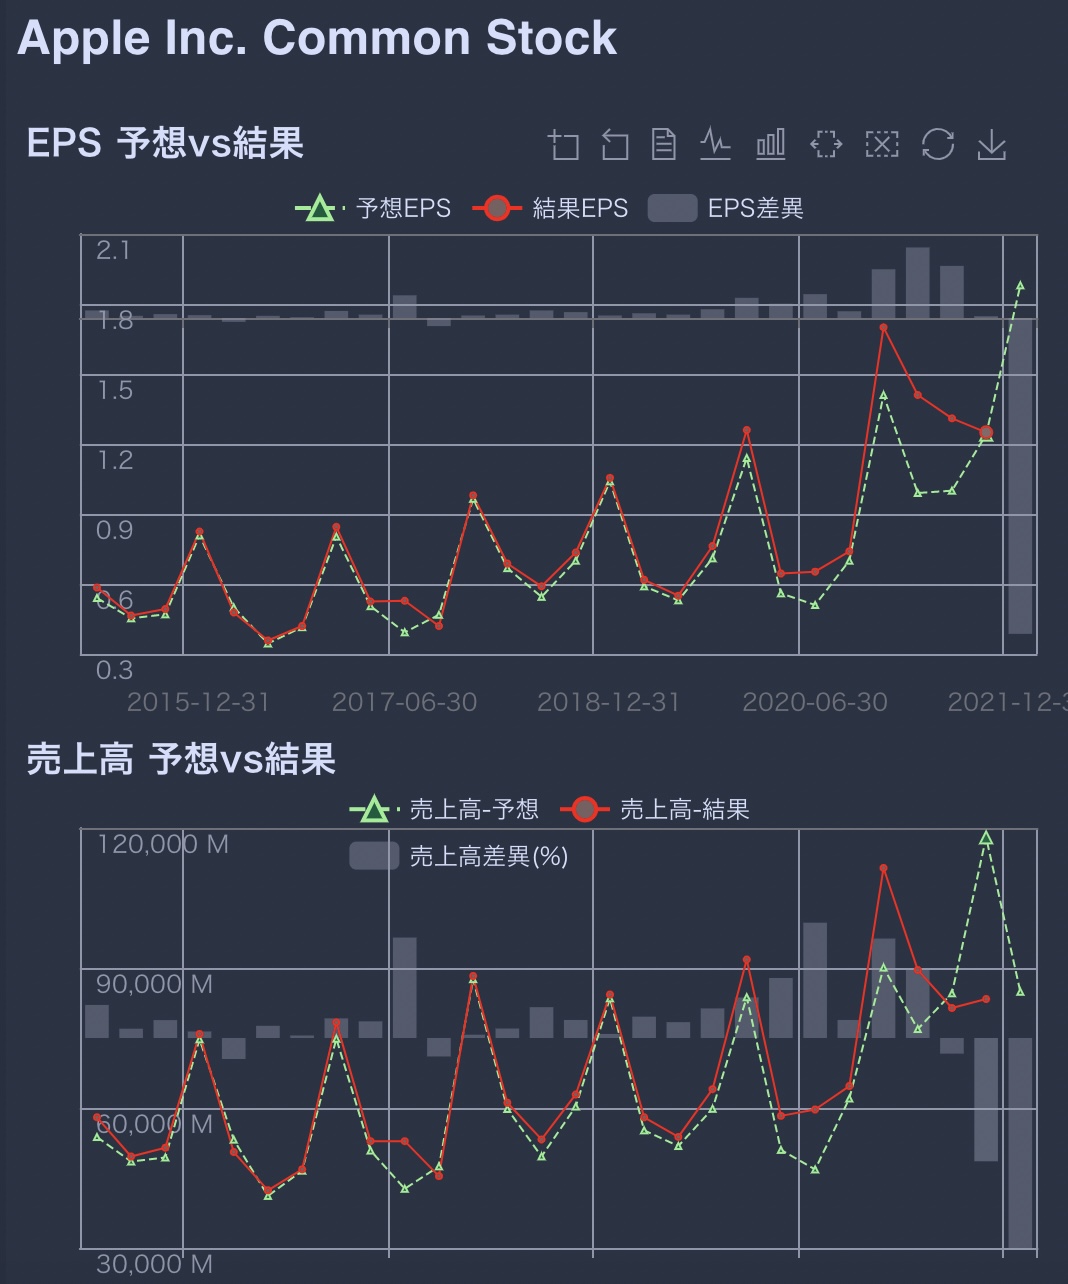 Apple Inc. Common Stock
EPS 予想vs結果
予想EPS 結果EPS EPS差異
2.1
1.8
1.5
1.2
0.9
0.6
0.3
2015-12-31 2017-06-30 2018-12-31 2020-06-30 2021-12-3
売上高 予想vs結果
売上高-予想 売上高-結果
120,000 M
売上高差異(%)
90,000 M
60,000 M
30,000 M